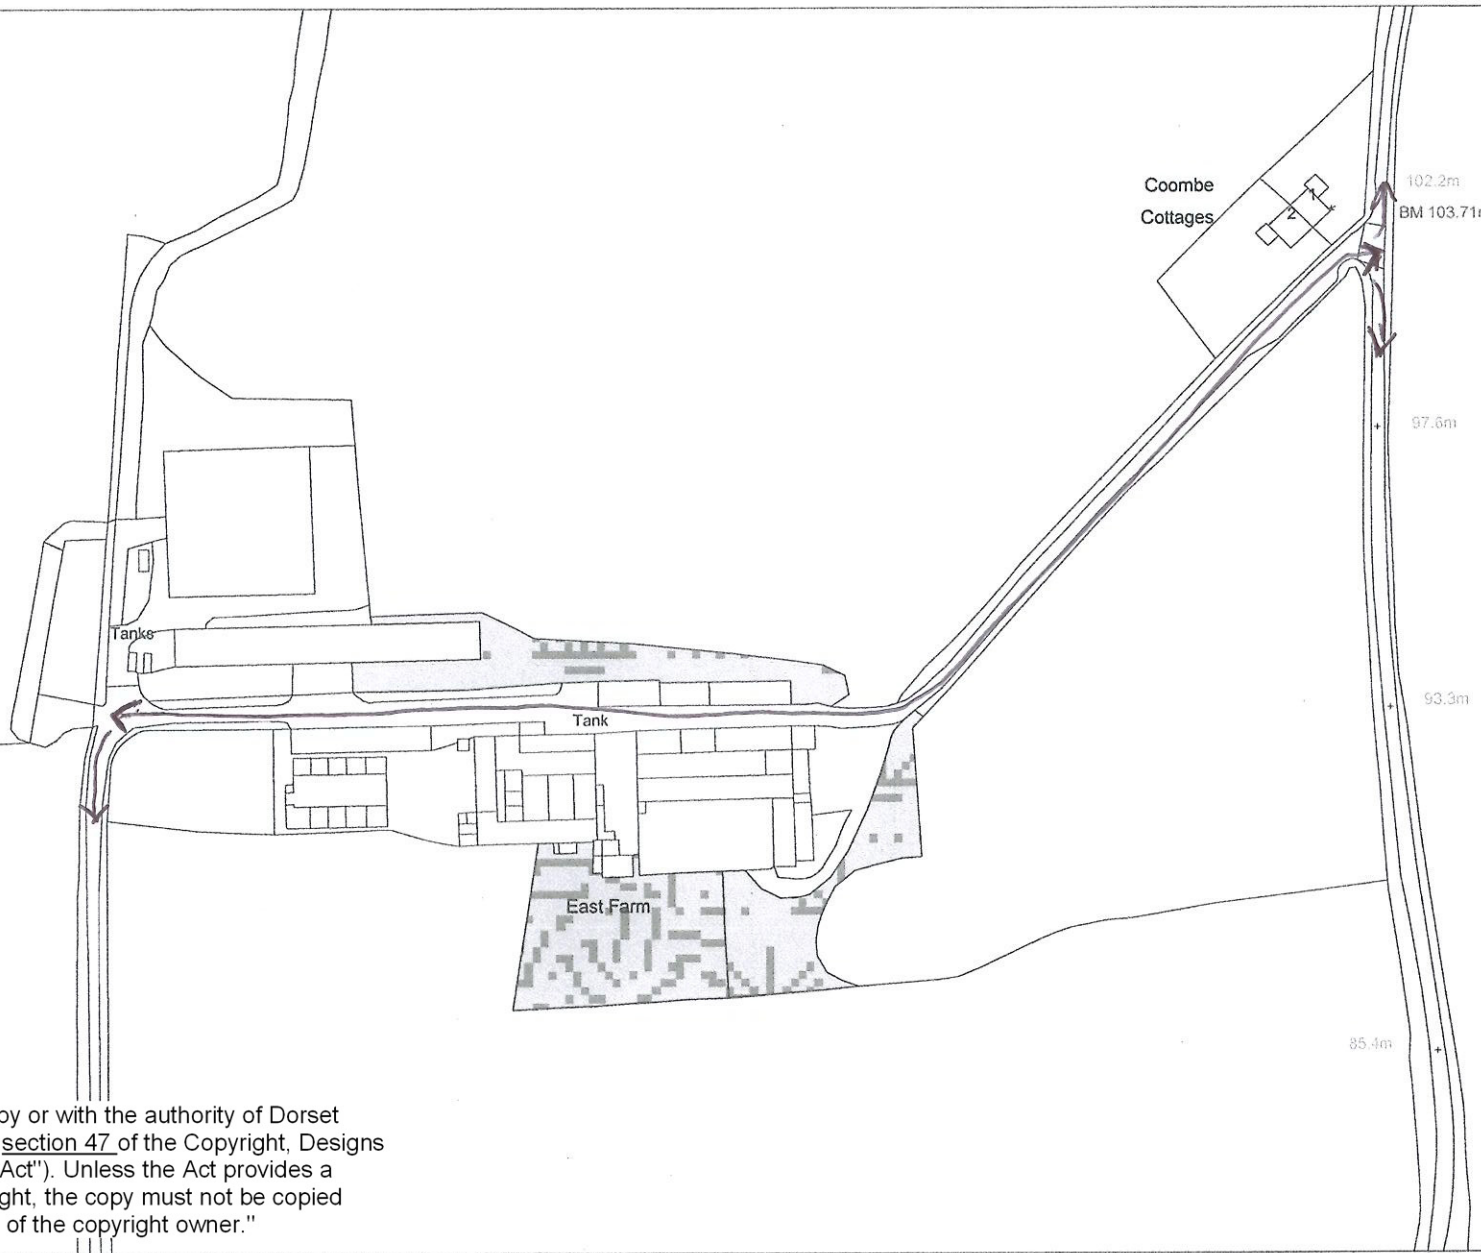 Coombe
Cottages
1
2
102.2m
BM 103.71
97.6m
Tanks
93.3m
Tank
East Farm
85.4m
by or with the authority of Dorset
section 47 of the Copyright, Designs
Act"). Unless the Act provides a
ght, the copy must not be copied
of the copyright owner."